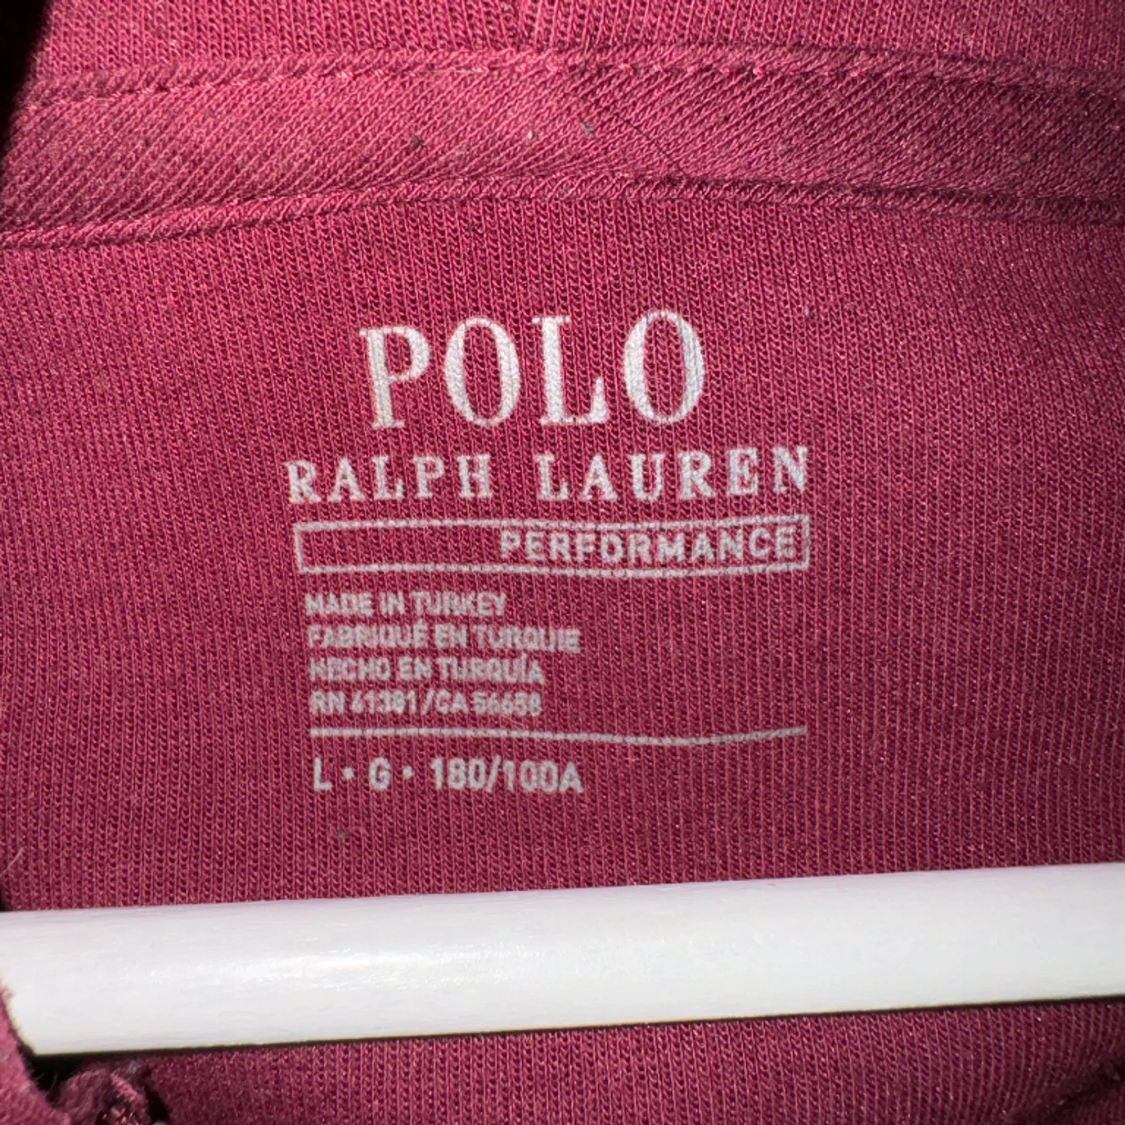 POLO
RALPH LAUREN
PERFORMANCE
MADE IN TURKEY
FABRIQUÉ EN TURQUIE
HECHO EN TURQUÍA
RN 41381/CA 56658
L • G • 180/100A